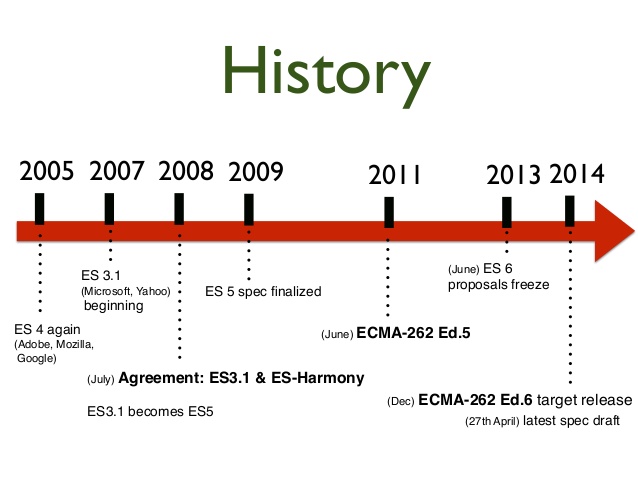 History
2005 2007 2008 2009 2011 2013 2014
ES 4 again
(Adobe, Mozilla,
Google)
ES 3.1
(Microsoft, Yahoo)
beginning
(July) Agreement: ES3.1 & ES-Harmony
ES3.1 becomes ES5
ES 5 spec finalized
(June) ECMA-262 Ed.5
(June) ES 6
proposals freeze
(Dec) ECMA-262 Ed.6 target release
(27th April) latest spec draft